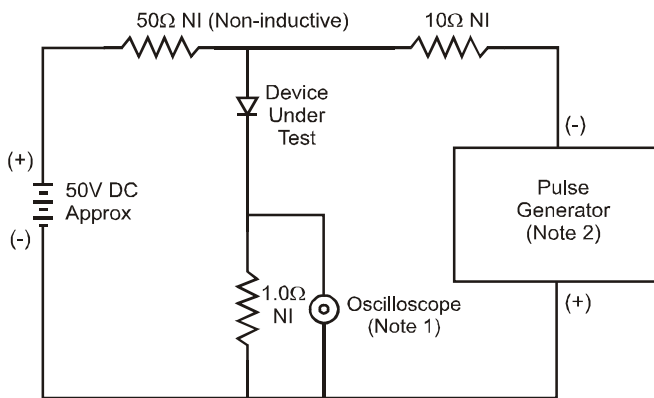 50Ω NI (Non-inductive)
10Ω NI
Device
Under
Test
(-)
(+)
50V DC
Approx
(-)
Pulse
Generator
(Note 2)
1.0Ω
NI
Oscilloscope
(Note 1)
(+)